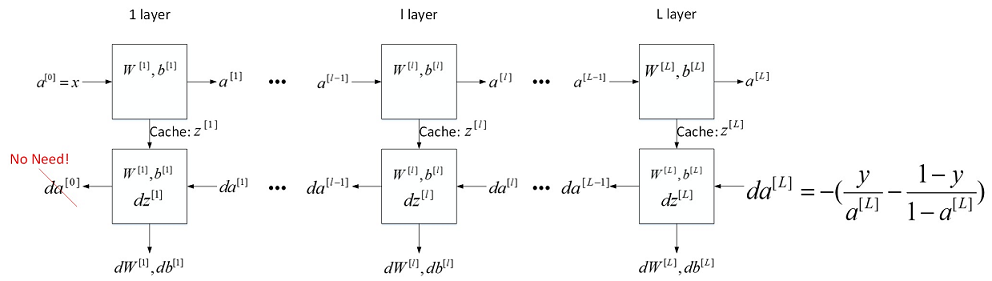 1 layer l layer L layer
a^[0] = x W^[1], b^[1] a^[1] ••• a^[l-1] W^[l], b^[l] a^[l] ••• a^[L-1] W^[L], b^[L] a^[L]
Cache: z^[1] Cache: z^[l] Cache: z^[L]
No Need!
da^[0] W^[1], b^[1] dz^[1] da^[1] ••• da^[l-1] W^[l], b^[l] dz^[l] da^[l] ••• da^[L-1] W^[L], b^[L] dz^[L] da^[L] = -(y/a^[L] - (1-y)/(1-a^[L]))
dW^[1], db^[1] dW^[l], db^[l] dW^[L], db^[L]